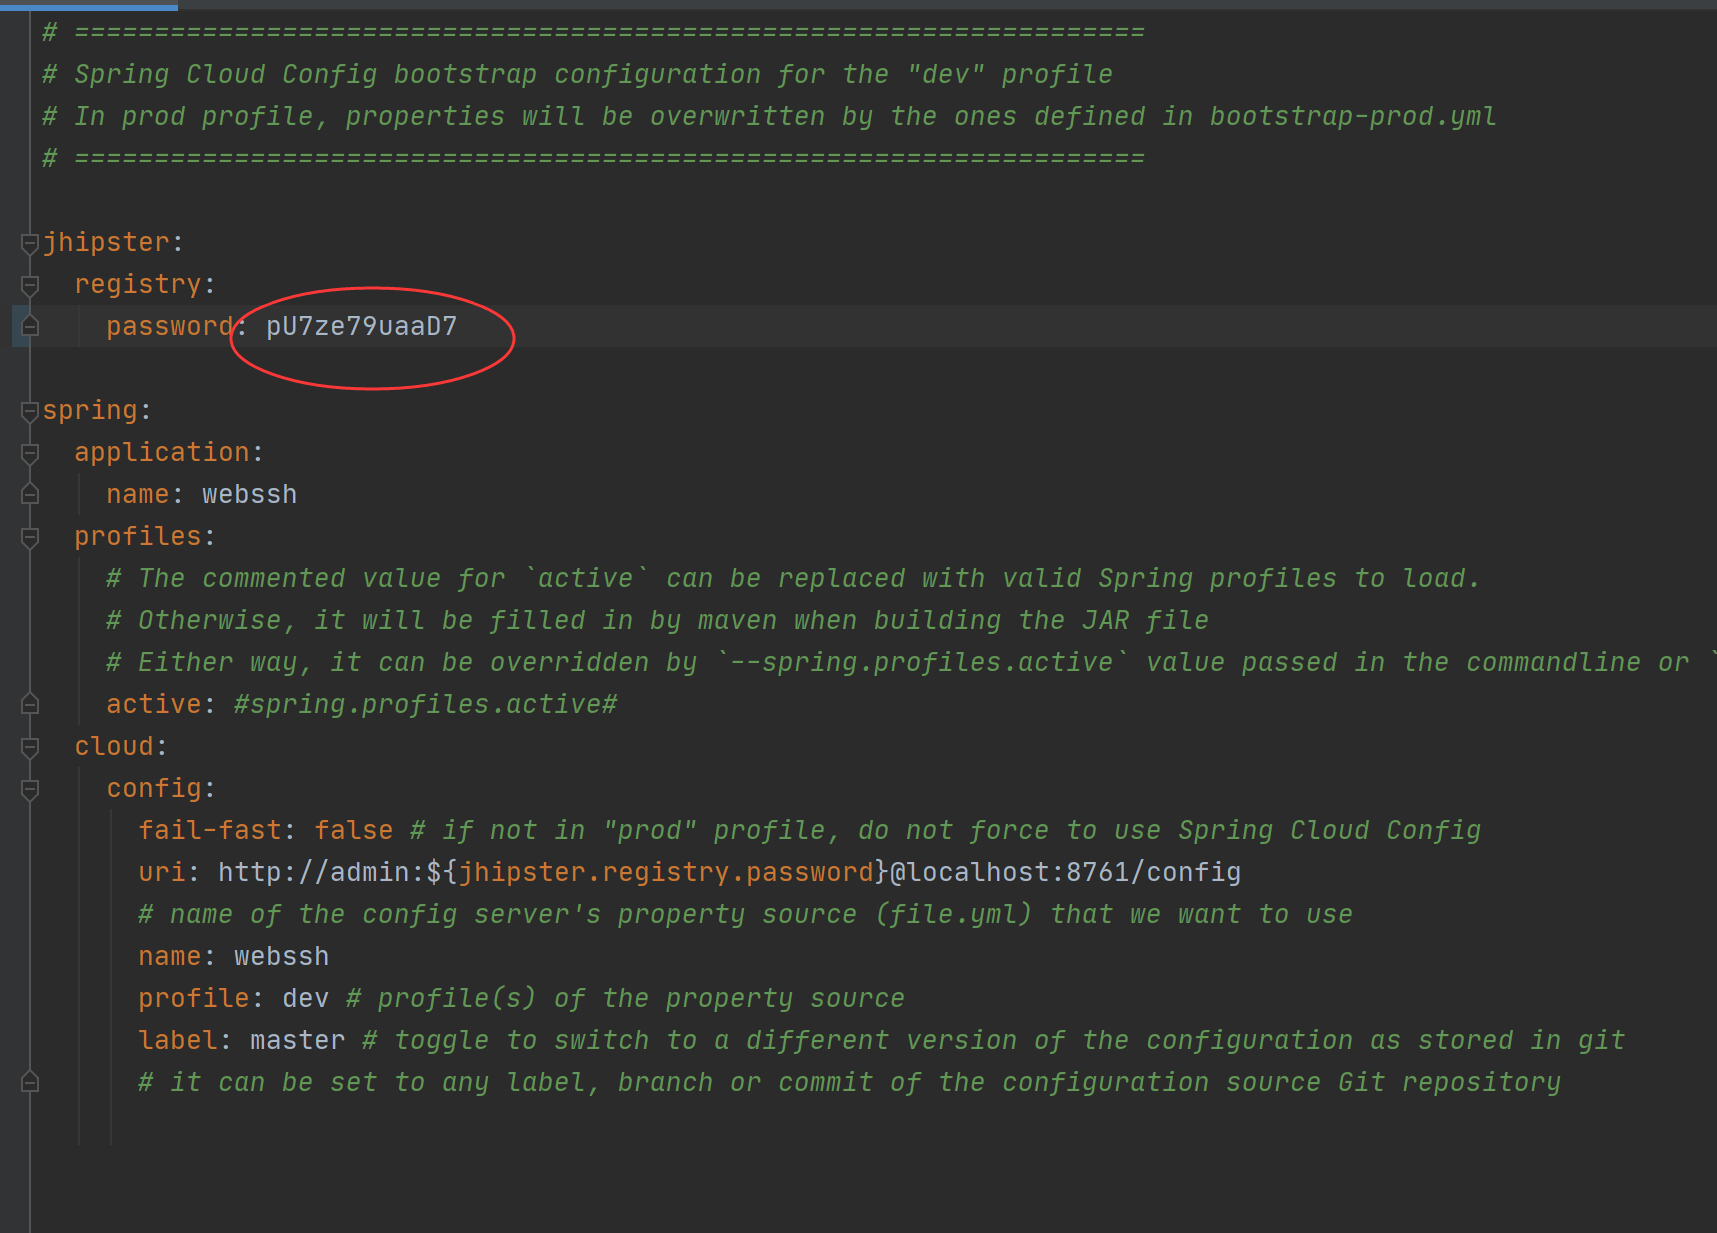 # ===================================================================
# Spring Cloud Config bootstrap configuration for the "dev" profile
# In prod profile, properties will be overwritten by the ones defined in bootstrap-prod.yml
# ===================================================================
jhipster:
  registry:
    password: pU7ze79uaaD7
spring:
  application:
    name: webssh
  profiles:
    # The commented value for `active` can be replaced with valid Spring profiles to load.
    # Otherwise, it will be filled in by maven when building the JAR file
    # Either way, it can be overridden by `--spring.profiles.active` value passed in the commandline or `
    active: #spring.profiles.active#
  cloud:
    config:
      fail-fast: false # if not in "prod" profile, do not force to use Spring Cloud Config
      uri: http://admin:${jhipster.registry.password}@localhost:8761/config
      # name of the config server's property source (file.yml) that we want to use
      name: webssh
      profile: dev # profile(s) of the property source
      label: master # toggle to switch to a different version of the configuration as stored in git
      # it can be set to any label, branch or commit of the configuration source Git repository